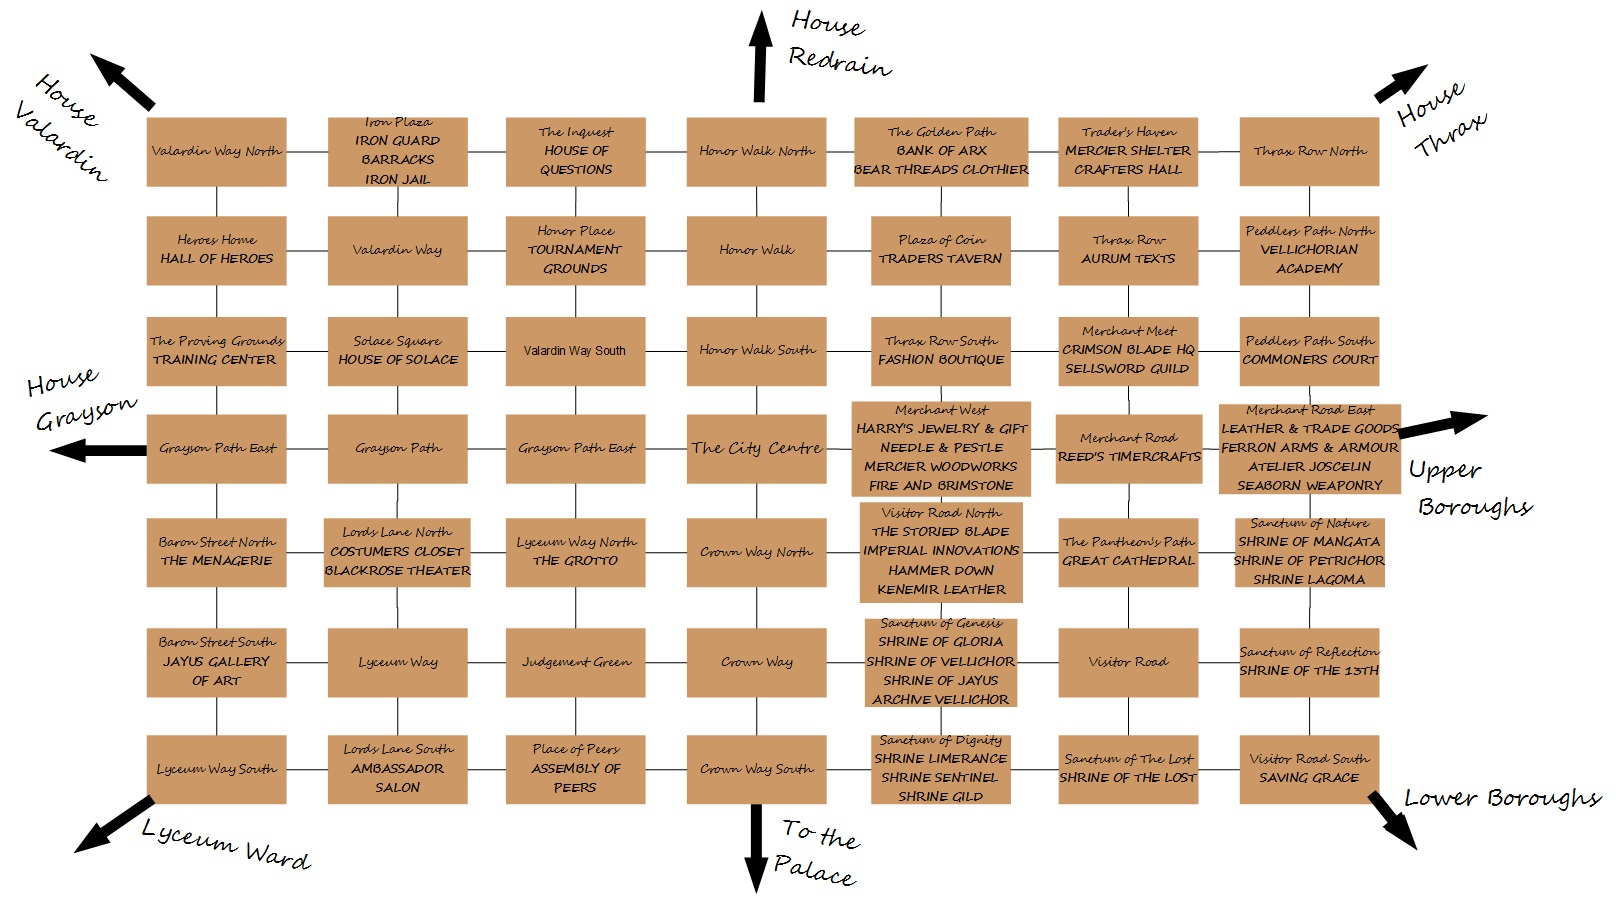 House
Redrain
House
Valardin
House
Thrax
Valardin Way North
Iron Plaza
IRON GUARD
BARRACKS
IRON JAIL
The Inquest
HOUSE OF
QUESTIONS
Honor Walk North
The Golden Path
BANK OF ARX
BEAR THREADS CLOTHIER
Trader's Haven
MERCIER SHELTER
CRAFTERS HALL
Thrax Row North
Heroes Home
HALL OF HEROES
Valardin Way
Honor Place
TOURNAMENT
GROUNDS
Honor Walk
Plaza of Coin
TRADERS TAVERN
Thrax Row
AURUM TEXTS
Peddlers Path North
VELLICHORIAN
ACADEMY
The Proving Grounds
TRAINING CENTER
Solace Square
HOUSE OF SOLACE
Valardin Way South
Honor Walk South
Thrax Row South
FASHION BOUTIQUE
Merchant Meet
CRIMSON BLADE HQ
SELLSWORD GUILD
Peddlers Path South
COMMONERS COURT
House
Grayson
Grayson Path East
Grayson Path
Grayson Path East
The City Centre
Merchant West
HARRY'S JEWELRY & GIFT
NEEDLE & PESTLE
MERCIER WOODWORKS
FIRE AND BRIMSTONE
Merchant Road
REED'S TIMERCRAFTS
Merchant Road East
LEATHER & TRADE GOODS
FERRON ARMS & ARMOUR
ATELIER JOSCELIN
SEABORN WEAPONRY
Upper
Boroughs
Baron Street North
THE MENAGERIE
Lords Lane North
COSTUMERS CLOSET
BLACKROSE THEATER
Lyceum Way North
THE GROTTO
Crown Way North
Visitor Road North
THE STORIED BLADE
IMPERIAL INNOVATIONS
HAMMER DOWN
KENEMIR LEATHER
The Pantheon's Path
GREAT CATHEDRAL
Sanctum of Nature
SHRINE OF MANGATA
SHRINE OF PETRICHOR
SHRINE LAGOMA
Baron Street South
JAYUS GALLERY
OF ART
Lyceum Way
Judgement Green
Crown Way
Sanctum of Genesis
SHRINE OF GLORIA
SHRINE OF VELLICHOR
SHRINE OF JAYUS
ARCHIVE VELLICHOR
Visitor Road
Sanctum of Reflection
SHRINE OF THE 13TH
Lyceum Way South
Lords Lane South
AMBASSADOR
SALON
Place of Peers
ASSEMBLY OF
PEERS
Crown Way South
Sanctum of Dignity
SHRINE LIMERANCE
SHRINE SENTINEL
SHRINE GILD
Sanctum of The Lost
SHRINE OF THE LOST
Visitor Road South
SAVING GRACE
Lyceum Ward
To the
Palace
Lower Boroughs